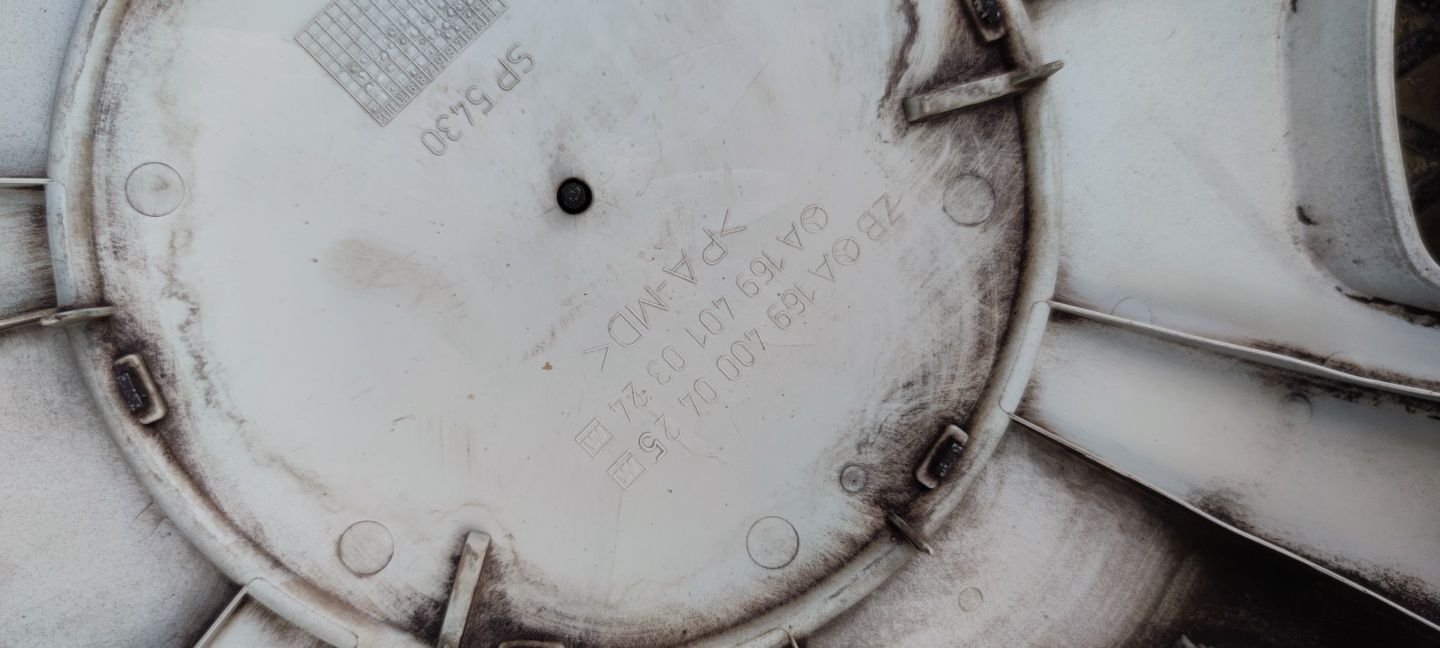 SP 5430
ZB A 169 400 04 25
A 169 401 03 24
>PA-MD<